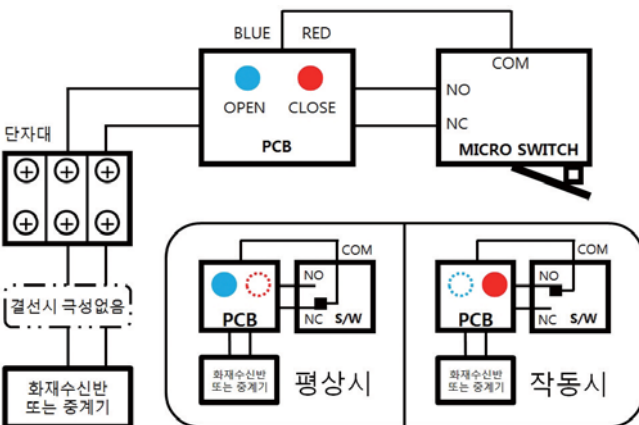 BLUE RED
COM
OPEN CLOSE
PCB
NO
NC
MICRO SWITCH
단자대
결선시 극성없음
화재수신반
또는 중계기
COM
NO
PCB
NC S/W
화재수신반
또는 중계기
평상시
COM
NO
PCB
NC S/W
화재수신반
또는 중계기
작동시